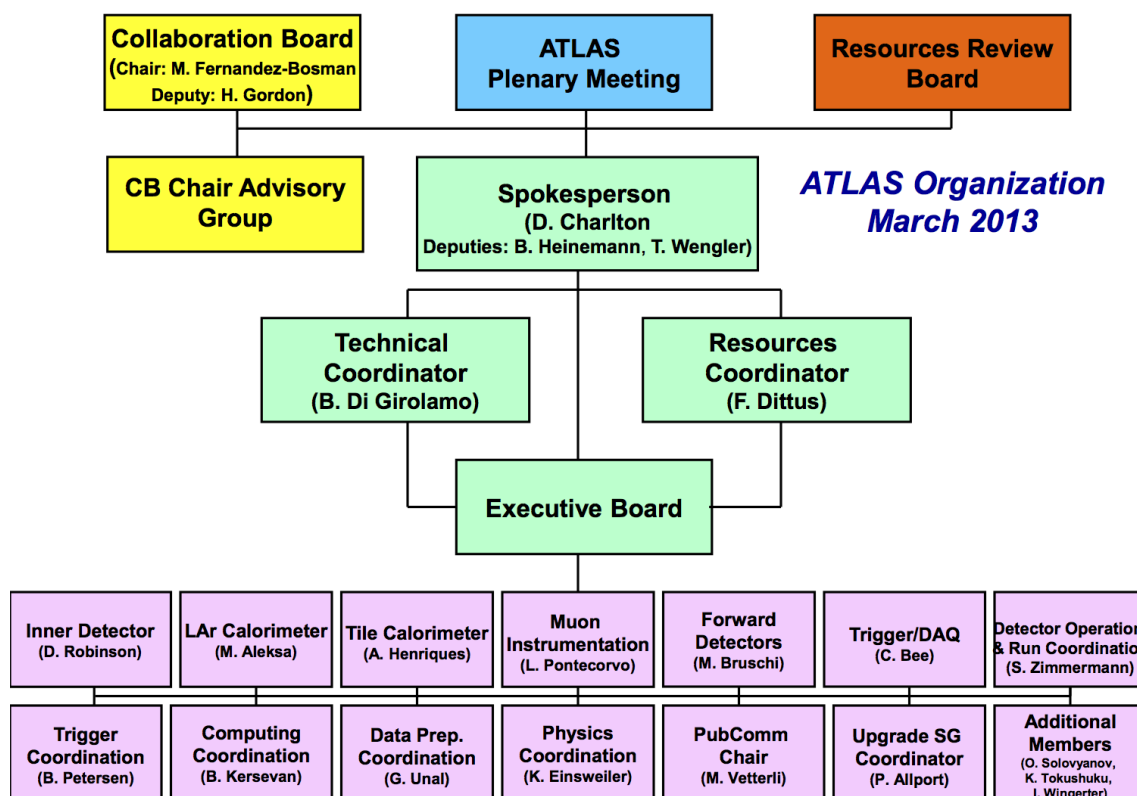 Collaboration Board
(Chair: M. Fernandez-Bosman
Deputy: H. Gordon)
ATLAS
Plenary Meeting
Resources Review
Board
CB Chair Advisory
Group
Spokesperson
(D. Charlton
Deputies: B. Heinemann, T. Wengler)
ATLAS Organization
March 2013
Technical
Coordinator
(B. Di Girolamo)
Resources
Coordinator
(F. Dittus)
Executive Board
Inner Detector
(D. Robinson)
LAr Calorimeter
(M. Aleksa)
Tile Calorimeter
(A. Henriques)
Muon
Instrumentation
(L. Pontecorvo)
Forward
Detectors
(M. Bruschi)
Trigger/DAQ
(C. Bee)
Detector Operation
& Run Coordination
(S. Zimmermann)
Trigger
Coordination
(B. Petersen)
Computing
Coordination
(B. Kersevan)
Data Prep.
Coordination
(G. Unal)
Physics
Coordination
(K. Einsweiler)
PubComm
Chair
(M. Vetterli)
Upgrade SG
Coordinator
(P. Allport)
Additional
Members
(O. Solovyanov,
K. Tokushuku,
I. Wingerter)